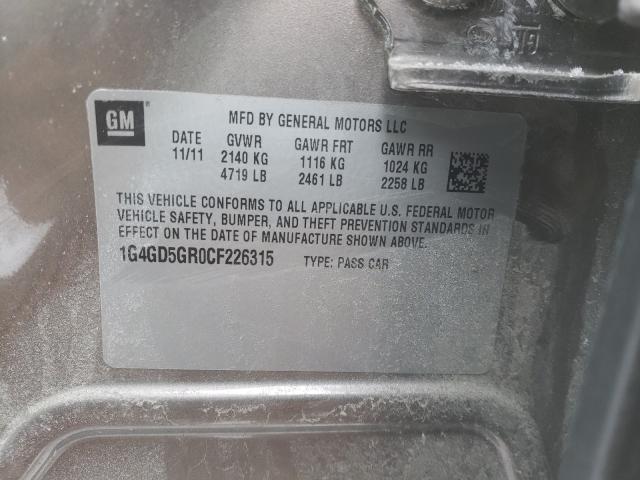 GM ® MFD BY GENERAL MOTORS LLC
DATE GVWR GAWR FRT GAWR RR
11/11 2140 KG 1116 KG 1024 KG
4719 LB 2461 LB 2258 LB
THIS VEHICLE CONFORMS TO ALL APPLICABLE U.S. FEDERAL MOTOR
VEHICLE SAFETY, BUMPER, AND THEFT PREVENTION STANDARDS IN
EFFECT ON THE DATE OF MANUFACTURE SHOWN ABOVE.
1G4GD5GR0CF226315 TYPE: PASS CAR